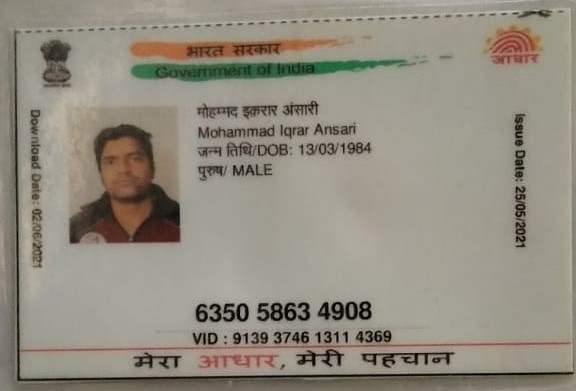 भारत सरकार
Government of India
आधार
Download Date: 02/06/2021
मोहम्मद इक़रार अंसारी
Mohammad Iqrar Ansari
जन्म तिथि/DOB: 13/03/1984
पुरुष/ MALE
Issue Date: 25/05/2021
6350 5863 4908
VID : 9139 3746 1311 4369
मेरा आधार, मेरी पहचान